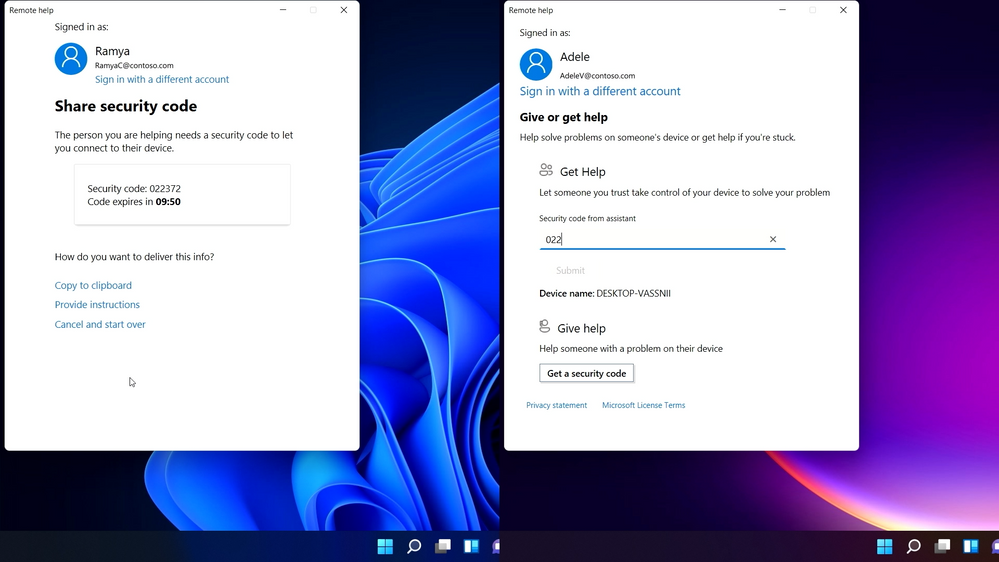 Remote help
Signed in as:
Ramya
RamyaC@contoso.com
Sign in with a different account
Share security code
The person you are helping needs a security code to let
you connect to their device.
Security code: 022372
Code expires in 09:50
How do you want to deliver this info?
Copy to clipboard
Provide instructions
Cancel and start over
Remote help
Signed in as:
Adele
AdeleV@contoso.com
Sign in with a different account
Give or get help
Help solve problems on someone's device or get help if you're stuck.
Get Help
Let someone you trust take control of your device to solve your problem
Security code from assistant
022
Submit
Device name: DESKTOP-VASSNII
Give help
Help someone with a problem on their device
Get a security code
Privacy statement Microsoft License Terms